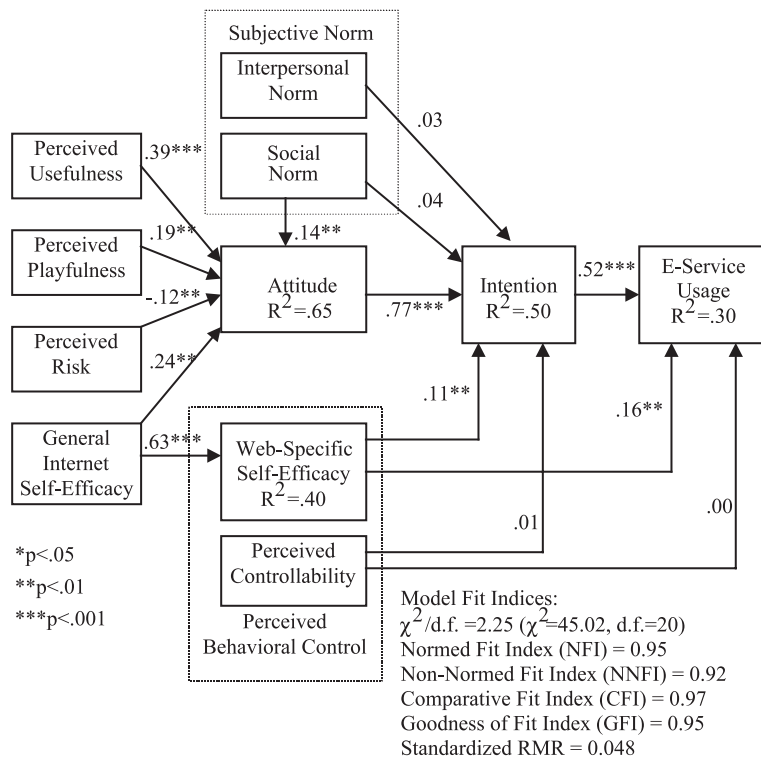 Subjective Norm
Interpersonal
Norm
.03
Social
Norm
.04
Perceived
Usefulness
.39***
.14**
Perceived
Playfulness
.19**
Attitude
R²=.65
.77***
Intention
R²=.50
.52***
E-Service
Usage
R²=.30
-.12**
Perceived
Risk
.24**
.11**
.16**
General
Internet
Self-Efficacy
.63***
Web-Specific
Self-Efficacy
R²=.40
.01
.00
Perceived
Controllability
Perceived
Behavioral Control
*p<.05
**p<.01
***p<.001
Model Fit Indices:
χ²/d.f. =2.25 (χ²=45.02, d.f.=20)
Normed Fit Index (NFI) = 0.95
Non-Normed Fit Index (NNFI) = 0.92
Comparative Fit Index (CFI) = 0.97
Goodness of Fit Index (GFI) = 0.95
Standardized RMR = 0.048